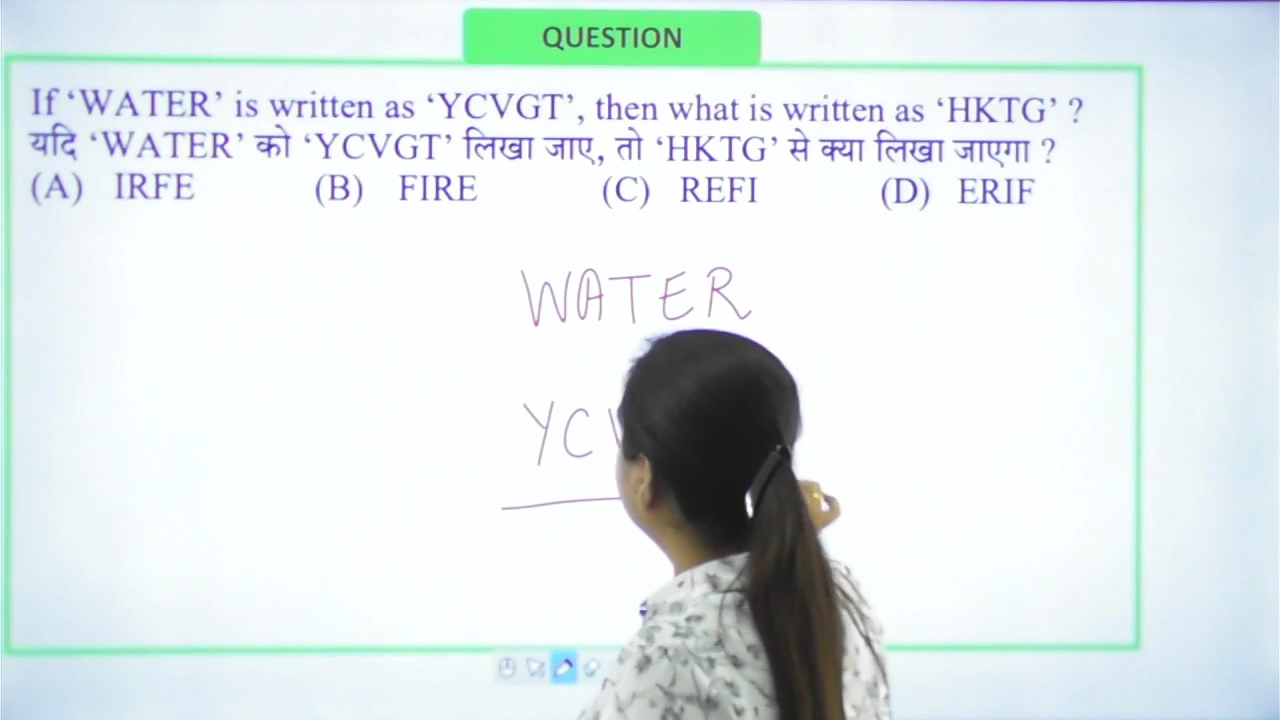 QUESTION
If ‘WATER’ is written as ‘YCVGT’, then what is written as ‘HKTG’ ?
यदि ‘WATER’ को ‘YCVGT’ लिखा जाए, तो ‘HKTG’ से क्या लिखा जाएगा ?
(A) IRFE (B) FIRE (C) REFI (D) ERIF
WATER
YC